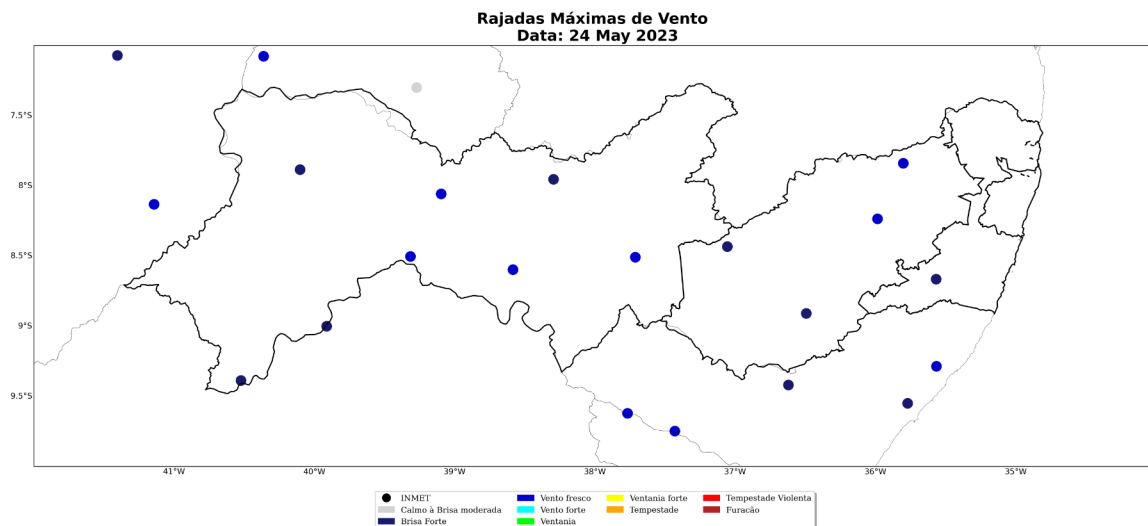 Rajadas Máximas de Vento
Data: 24 May 2023
7.5°S
8°S
8.5°S
9°S
9.5°S
41°W
40°W
39°W
38°W
37°W
36°W
35°W
INMET
Calmo à Brisa moderada
Brisa Forte
Vento fresco
Vento forte
Ventania
Ventania forte
Tempestade
Tempestade Violenta
Furacão